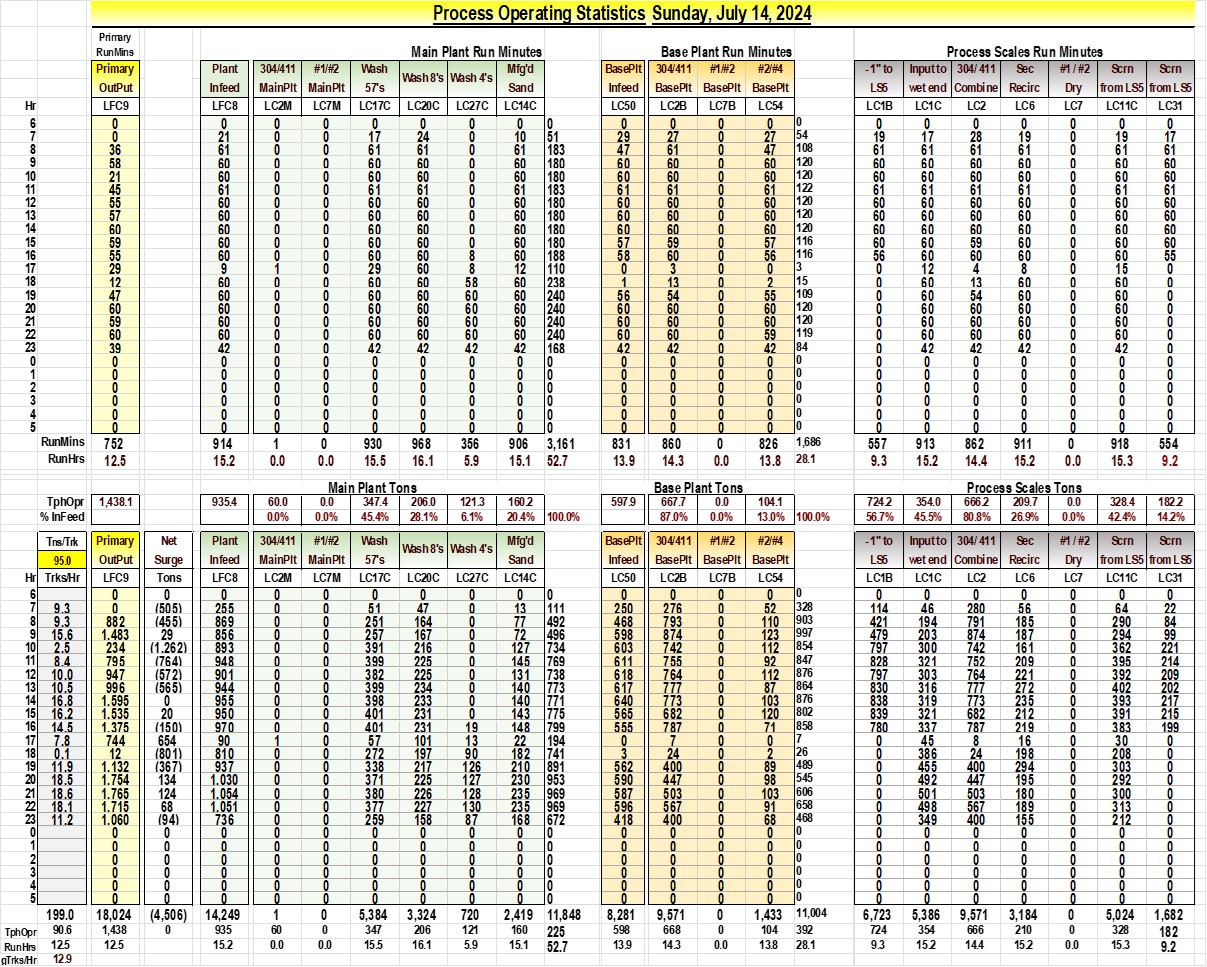 Process Operating Statistics Sunday, July 14, 2024
Primary
RunMins Main Plant Run Minutes Base Plant Run Minutes Process Scales Run Minutes
Primary Plant 304/411 #1/#2 Wash Wash 8's Wash 4's Mfg'd BasePlt 304/411 #1/#2 #2/#4 -1" to Input to 304/ 411 Sec #1 / #2 Scrn Scrn
OutPut Infeed MainPlt MainPlt 57's Sand Infeed BasePlt BasePlt BasePlt LS5 wet end Combine Recirc Dry from LS5 from LS5
Hr LFC9 LFC8 LC2M LC7M LC17C LC20C LC27C LC14C LC50 LC2B LC7B LC54 LC1B LC1C LC2 LC6 LC7 LC11C LC31
6 0 0 0 0 0 0 0 0 0 0 0 0 0 0 0 0 0 0 0 0 0
7 0 21 0 0 17 24 0 10 51 29 27 0 27 54 19 17 28 19 0 19 17
8 36 61 0 0 61 61 0 61 183 47 61 0 47 108 61 61 61 61 0 61 61
9 58 60 0 0 60 60 0 60 180 60 60 0 60 120 60 60 60 60 0 60 60
10 21 60 0 0 60 60 0 60 180 60 60 0 60 120 60 60 60 60 0 60 60
11 45 61 0 0 61 61 0 61 183 61 61 0 61 122 61 61 61 61 0 61 61
12 55 60 0 0 60 60 0 60 180 60 60 0 60 120 60 60 60 60 0 60 60
13 57 60 0 0 60 60 0 60 180 60 60 0 60 120 60 60 60 60 0 60 60
14 60 60 0 0 60 60 0 60 180 60 60 0 60 120 60 60 60 60 0 60 60
15 59 60 0 0 60 60 0 60 180 57 59 0 57 116 60 60 59 60 0 60 60
16 55 60 0 0 60 60 8 60 188 58 60 0 56 116 56 60 60 60 0 60 55
17 29 9 1 0 29 60 8 12 110 0 3 0 0 3 0 12 4 8 0 15 0
18 12 60 0 0 60 60 58 60 238 1 13 0 2 15 0 60 13 60 0 60 0
19 47 60 0 0 60 60 60 60 240 56 54 0 55 109 0 60 54 60 0 60 0
20 60 60 0 0 60 60 60 60 240 60 60 0 60 120 0 60 60 60 0 60 0
21 59 60 0 0 60 60 60 60 240 60 60 0 60 120 0 60 60 60 0 60 0
22 60 60 0 0 60 60 60 60 240 60 60 0 59 119 0 60 60 60 0 60 0
23 39 42 0 0 42 42 42 42 168 42 42 0 42 84 0 42 42 42 0 42 0
0 0 0 0 0 0 0 0 0 0 0 0 0 0 0 0 0 0 0 0 0 0
1 0 0 0 0 0 0 0 0 0 0 0 0 0 0 0 0 0 0 0 0 0
2 0 0 0 0 0 0 0 0 0 0 0 0 0 0 0 0 0 0 0 0 0
3 0 0 0 0 0 0 0 0 0 0 0 0 0 0 0 0 0 0 0 0 0
4 0 0 0 0 0 0 0 0 0 0 0 0 0 0 0 0 0 0 0 0 0
5 0 0 0 0 0 0 0 0 0 0 0 0 0 0 0 0 0 0 0 0 0
RunMins 752 914 1 0 930 968 356 906 3,161 831 860 0 826 1,686 557 913 862 911 0 918 554
RunHrs 12.5 15.2 0.0 0.0 15.5 16.1 5.9 15.1 52.7 13.9 14.3 0.0 13.8 28.1 9.3 15.2 14.4 15.2 0.0 15.3 9.2
Main Plant Tons Base Plant Tons Process Scales Tons
TphOpr 1,438.1 935.4 60.0 0.0 347.4 206.0 121.3 160.2 597.9 667.7 0.0 104.1 724.2 354.0 666.2 209.7 0.0 328.4 182.2
% InFeed 0.0% 0.0% 45.4% 28.1% 6.1% 20.4% 100.0% 87.0% 0.0% 13.0% 100.0% 56.7% 45.5% 80.8% 26.9% 0.0% 42.4% 14.2%
Tns/Trk Primary Net Plant 304/411 #1/#2 Wash Wash 8's Wash 4's Mfg'd BasePlt 304/411 #1/#2 #2/#4 -1" to Input to 304/ 411 Sec #1 / #2 Scrn Scrn
95.0 OutPut Surge Infeed MainPlt MainPlt 57's Sand Infeed BasePlt BasePlt BasePlt LS5 wet end Combine Recirc Dry from LS5 from LS5
Hr Trks/Hr LFC9 Tons LFC8 LC2M LC7M LC17C LC20C LC27C LC14C LC50 LC2B LC7B LC54 LC1B LC1C LC2 LC6 LC7 LC11C LC31
6 0 0 0 0 0 0 0 0 0 0 0 0 0 0 0 0 0 0 0 0 0 0
7 9.3 0 (505) 255 0 0 51 47 0 13 111 250 276 0 52 328 114 46 280 56 0 64 22
8 9.3 882 (455) 869 0 0 251 164 0 77 492 468 793 0 110 903 421 194 791 185 0 290 84
9 15.6 1,483 29 856 0 0 257 167 0 72 496 598 874 0 123 997 479 203 874 187 0 294 99
10 2.5 234 (1,262) 893 0 0 391 216 0 127 734 603 742 0 112 854 797 300 742 161 0 362 221
11 8.4 795 (764) 948 0 0 399 225 0 145 769 611 755 0 92 847 828 321 752 209 0 395 214
12 10.0 947 (572) 901 0 0 382 225 0 131 738 618 764 0 112 876 797 303 764 221 0 392 209
13 10.5 996 (565) 944 0 0 399 234 0 140 773 617 777 0 87 864 830 316 777 272 0 402 202
14 16.8 1,595 0 955 0 0 398 233 0 140 771 640 773 0 103 876 838 319 773 235 0 393 217
15 16.2 1,535 20 950 0 0 401 231 0 143 775 565 682 0 120 802 839 321 682 212 0 391 215
16 14.5 1,375 (150) 970 0 0 401 231 19 148 799 555 787 0 71 858 780 337 787 219 0 383 199
17 7.8 744 654 90 1 0 57 101 13 22 194 0 7 0 0 7 0 45 8 16 0 30 0
18 0.1 12 (801) 810 0 0 272 197 90 182 741 3 24 0 2 26 0 386 24 198 0 208 0
19 11.9 1,132 (367) 937 0 0 338 217 126 210 891 562 400 0 89 489 0 455 400 294 0 303 0
20 18.5 1,754 134 1,030 0 0 371 225 127 230 953 590 447 0 98 545 0 492 447 195 0 292 0
21 18.6 1,765 124 1,054 0 0 380 226 128 235 969 587 503 0 103 606 0 501 503 180 0 300 0
22 18.1 1,715 68 1,051 0 0 377 227 130 235 969 596 567 0 91 658 0 498 567 189 0 313 0
23 11.2 1,060 (94) 736 0 0 259 158 87 168 672 418 400 0 68 468 0 349 400 155 0 212 0
0 0 0 0 0 0 0 0 0 0 0 0 0 0 0 0 0 0 0 0 0 0 0
1 0 0 0 0 0 0 0 0 0 0 0 0 0 0 0 0 0 0 0 0 0 0
2 0 0 0 0 0 0 0 0 0 0 0 0 0 0 0 0 0 0 0 0 0 0
3 0 0 0 0 0 0 0 0 0 0 0 0 0 0 0 0 0 0 0 0 0 0
4 0 0 0 0 0 0 0 0 0 0 0 0 0 0 0 0 0 0 0 0 0 0
5 0 0 0 0 0 0 0 0 0 0 0 0 0 0 0 0 0 0 0 0 0 0
199.0 18,024 (4,506) 14,249 1 0 5,384 3,324 720 2,419 11,848 8,281 9,571 0 1,433 11,004 6,723 5,386 9,571 3,184 0 5,024 1,682
TphOpr 90.6 1,438 0 935 60 0 347 206 121 160 225 598 668 0 104 392 724 354 666 210 0 328 182
RunHrs 12.5 12.5 15.2 0.0 0.0 15.5 16.1 5.9 15.1 52.7 13.9 14.3 0.0 13.8 28.1 9.3 15.2 14.4 15.2 0.0 15.3 9.2
gTrks/Hr 12.9